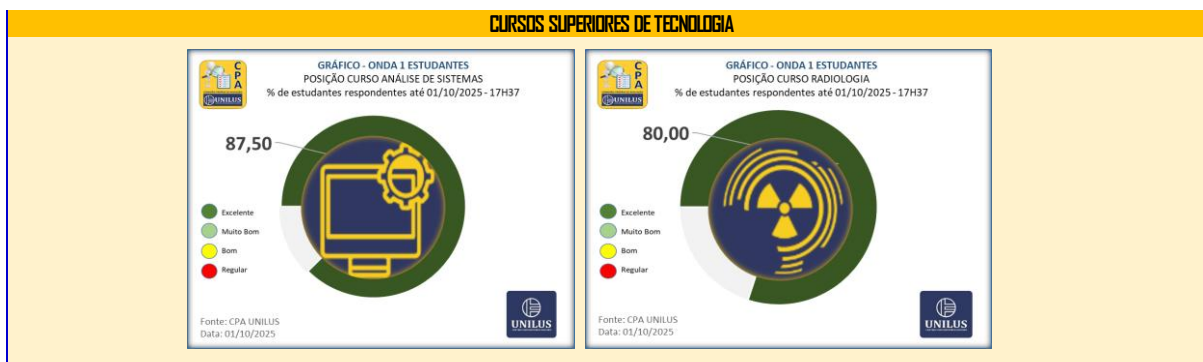 CURSOS SUPERIORES DE TECNOLOGIA
CPA
UNILUS
GRÁFICO - ONDA 1 ESTUDANTES
POSIÇÃO CURSO ANÁLISE DE SISTEMAS
% de estudantes respondentes até 01/10/2025 - 17H37
87,50
Excelente
Muito Bom
Bom
Regular
Fonte: CPA UNILUS
Data: 01/10/2025
UNILUS
CPA
UNILUS
GRÁFICO - ONDA 1 ESTUDANTES
POSIÇÃO CURSO RADIOLOGIA
% de estudantes respondentes até 01/10/2025 - 17H37
80,00
Excelente
Muito Bom
Bom
Regular
Fonte: CPA UNILUS
Data: 01/10/2025
UNILUS